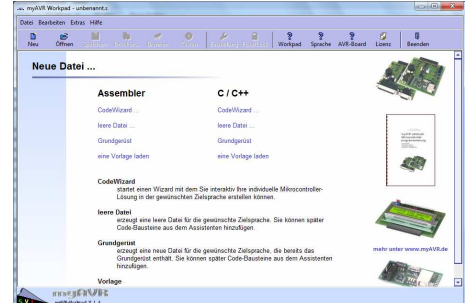 myAVR Workpad - unbenannt.s
Datei Bearbeiten Extras Hilfe
Neu Öffnen Workpad Sprache AVR-Board Lizenz Beenden
Neue Datei ...
Assembler C / C++
CodeWizard ... CodeWizard ...
leere Datei ... leere Datei ...
Grundgerüst Grundgerüst
eine Vorlage laden eine Vorlage laden
CodeWizard
startet einen Wizard mit dem Sie interaktiv Ihre individuelle Mikrocontroller-
Lösung in der gewünschten Zielsprache erstellen können.
leere Datei
erzeugt eine leere Datei für die gewünschte Zielsprache. Sie können später
Code-Bausteine aus dem Assistenten hinzufügen.
Grundgerüst
erzeugt eine neue Datei für die gewünschte Zielsprache, die bereits das
Grundgerüst enthält. Sie können später Code-Bausteine aus dem Assistenten
hinzufügen.
Vorlage
mehr unter www.myAVR.de
myAVR